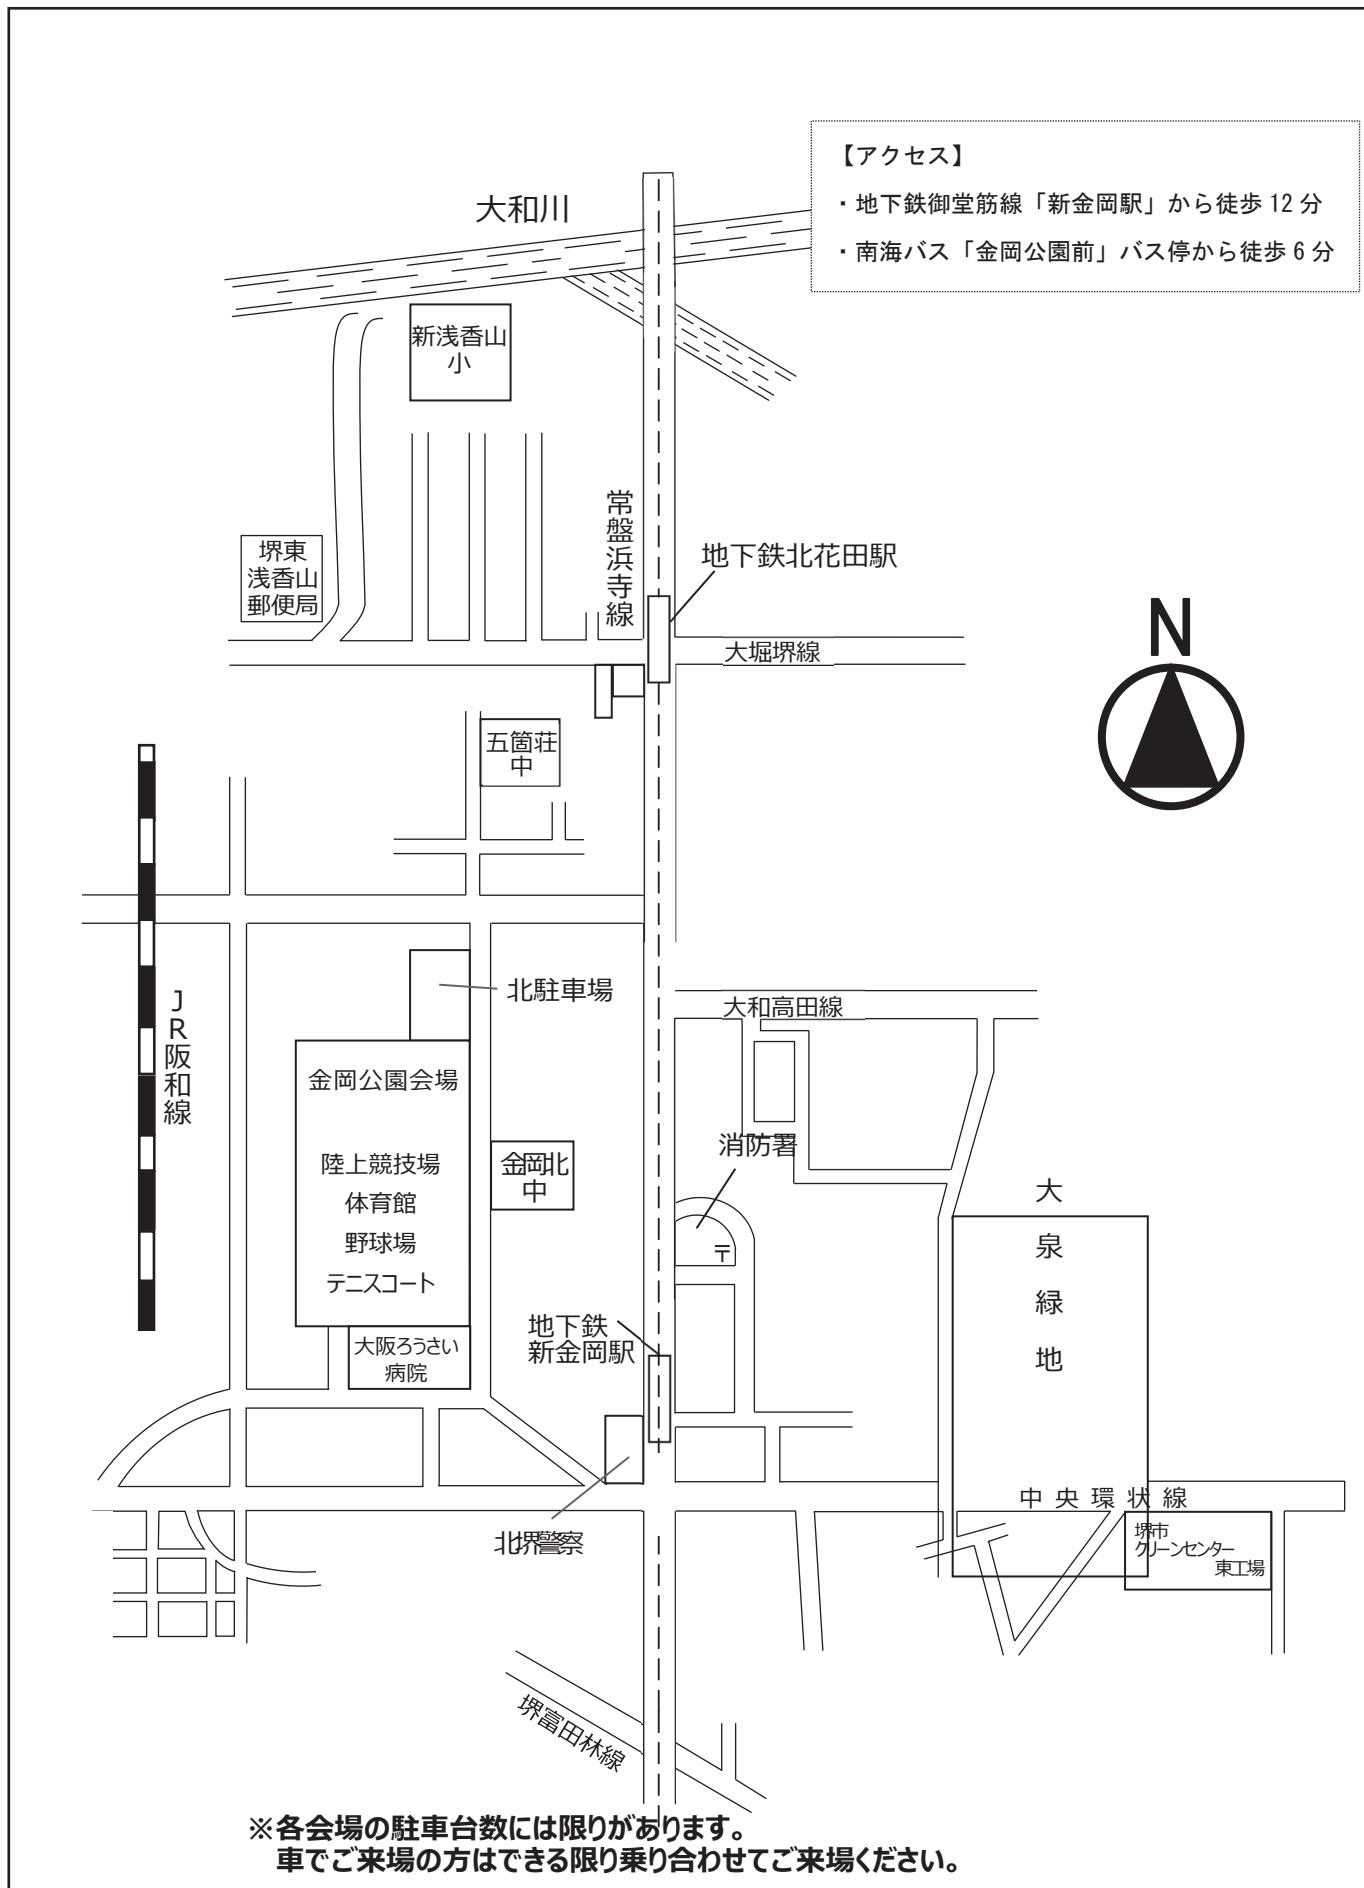 【アクセス】
・地下鉄御堂筋線「新金岡駅」から徒歩 12 分
・南海バス「金岡公園前」バス停から徒歩 6 分
大和川
新浅香山
小
常盤浜寺線
堺東
浅香山
郵便局
地下鉄北花田駅
大堀堺線
N
五箇荘
中
JR阪和線
北駐車場
大和高田線
金岡公園会場
陸上競技場
体育館
野球場
テニスコート
金岡北
中
消防署
〒
大泉緑地
地下鉄
新金岡駅
大阪ろうさい
病院
中央環状線
北堺警察
堺市
クリーンセンター
東工場
堺富田林線
※各会場の駐車台数には限りがあります。
車でご来場の方はできる限り乗り合わせてご来場ください。